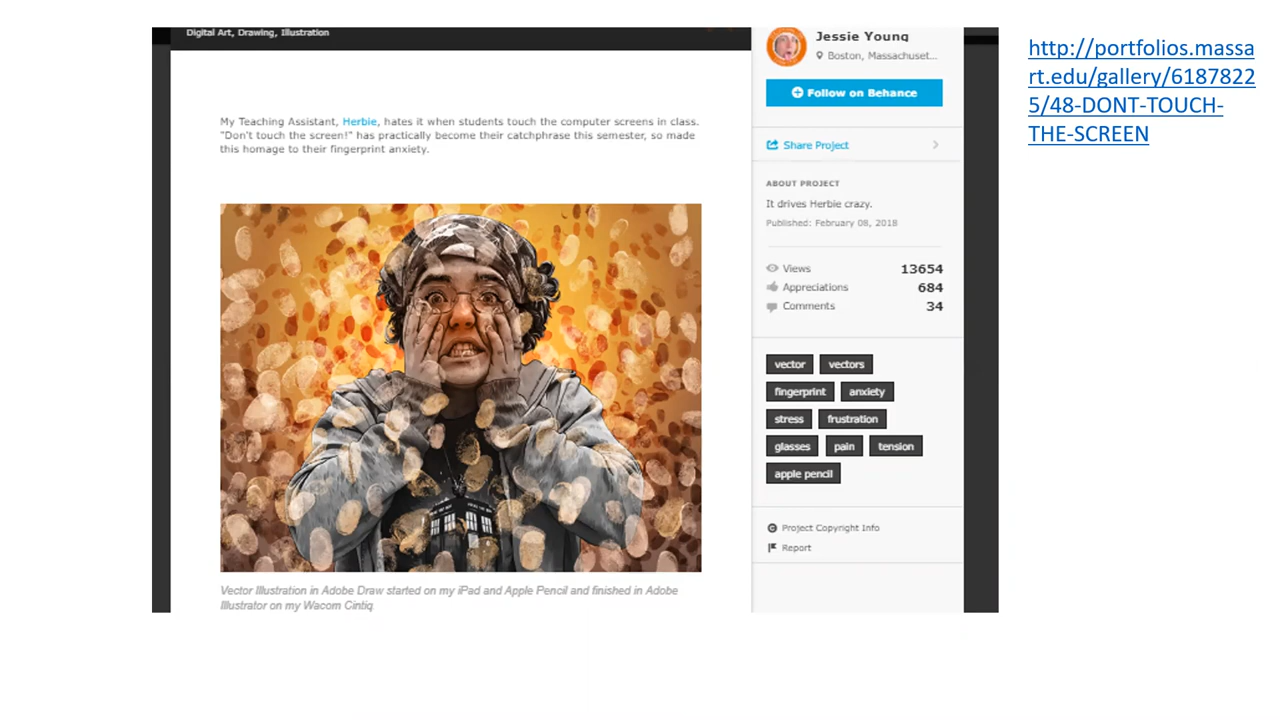 Digital Art, Drawing, Illustration
My Teaching Assistant, Herbie, hates it when students touch the computer screens in class.
"Don't touch the screen!" has practically become their catchphrase this semester, so made
this homage to their fingerprint anxiety.
Vector Illustration in Adobe Draw started on my iPad and Apple Pencil and finished in Adobe
Illustrator on my Wacom Cintiq
Jessie Young
Boston, Massachuset...
Follow on Behance
Share Project
ABOUT PROJECT
It drives Herbie crazy.
Published: February 08, 2018
Views 13654
Appreciations 684
Comments 34
vector vectors
fingerprint anxiety
stress frustration
glasses pain tension
apple pencil
Project Copyright Info
Report
http://portfolios.massa
rt.edu/gallery/6187822
5/48-DONT-TOUCH-
THE-SCREEN